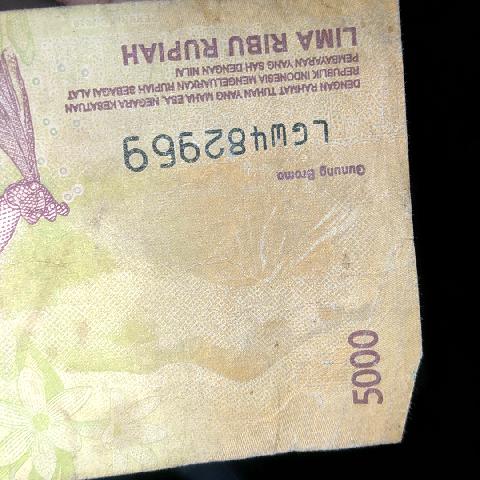 LIMA RIBU RUPIAH
DENGAN RAHMAT TUHAN YANG MAHA ESA, NEGARA KESATUAN
REPUBLIK INDONESIA MENGELUARKAN RUPIAH SEBAGAI ALAT
PEMBAYARAN YANG SAH DENGAN NILAI
LGW482969
Gunung Bromo
5000